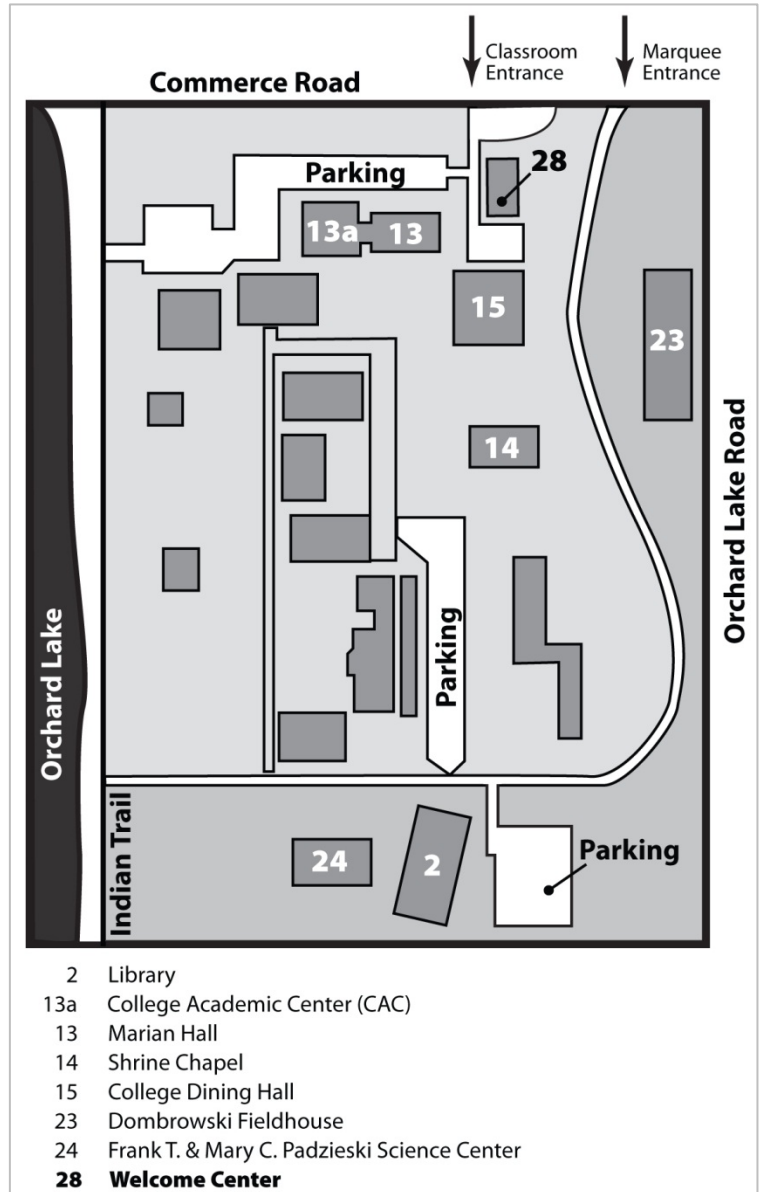 Classroom
Entrance
Marquee
Entrance
Commerce Road
Parking
28
13a
13
15
23
14
Orchard Lake Road
Orchard Lake
Parking
Indian Trail
24
2
Parking
2 Library
13a College Academic Center (CAC)
13 Marian Hall
14 Shrine Chapel
15 College Dining Hall
23 Dombrowski Fieldhouse
24 Frank T. & Mary C. Padzieski Science Center
28 Welcome Center